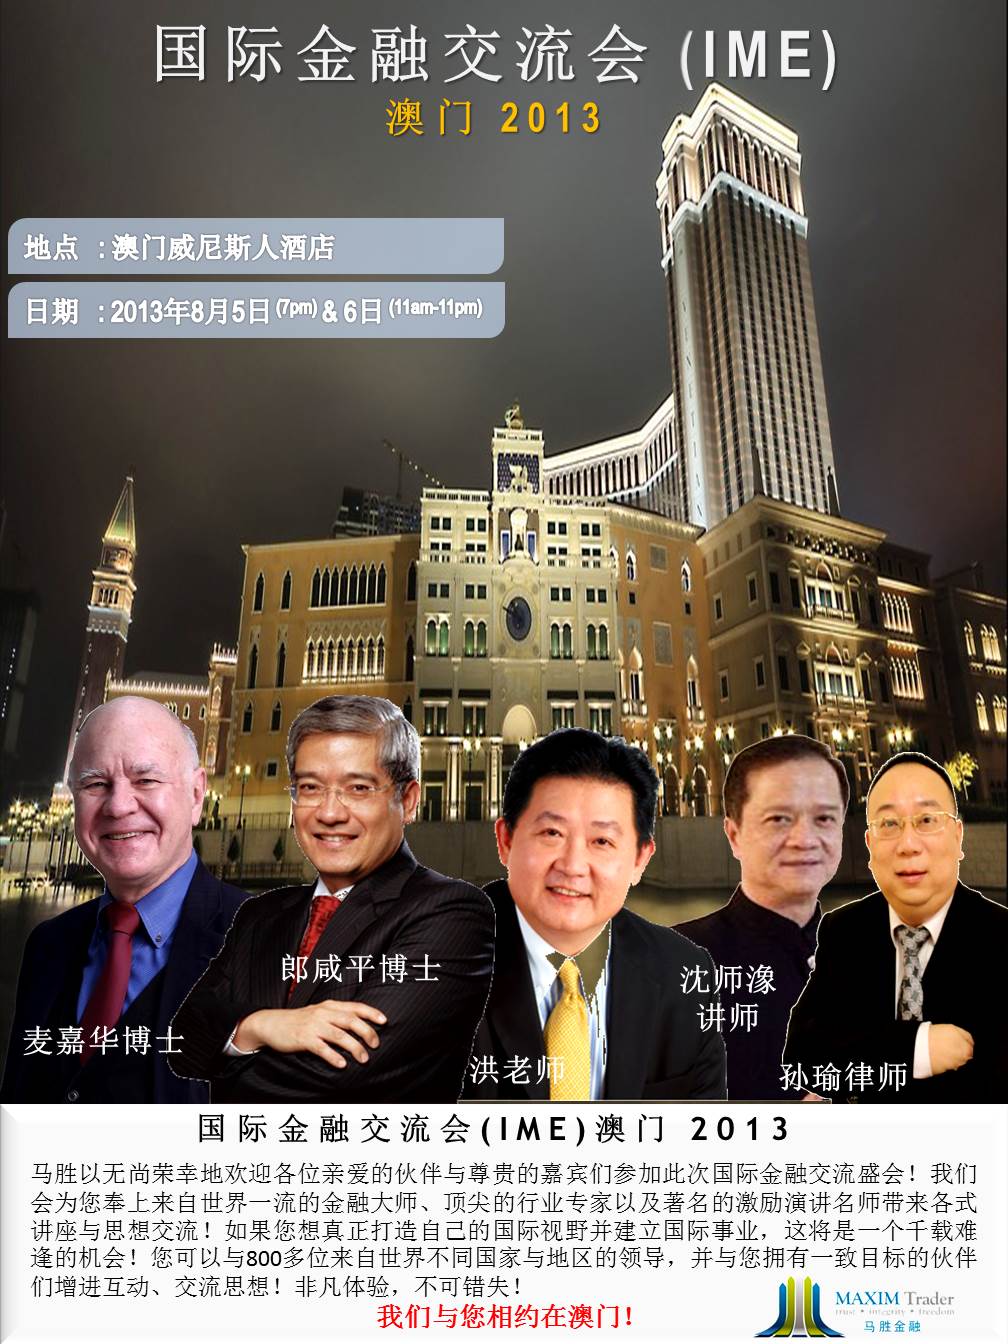 国际金融交流会 (IME)
澳门 2013
地点 : 澳门威尼斯人酒店
日期 : 2013年8月5日 (7pm) & 6日 (11am-11pm)
麦嘉华博士
郎咸平博士
洪老师
沈师潒
讲师
孙瑜律师
国际金融交流会(IME)澳门 2013
马胜以无尚荣幸地欢迎各位亲爱的伙伴与尊贵的嘉宾们参加此次国际金融交流盛会！我们
会为您奉上来自世界一流的金融大师、顶尖的行业专家以及著名的激励演讲名师带来各式
讲座与思想交流！如果您想真正打造自己的国际视野并建立国际事业，这将是一个千载难
逢的机会！您可以与800多位来自世界不同国家与地区的领导，并与您拥有一致目标的伙伴
们增进互动、交流思想！非凡体验，不可错失！
我们与您相约在澳门！
MAXIM Trader
trust • integrity • freedom
马胜金融